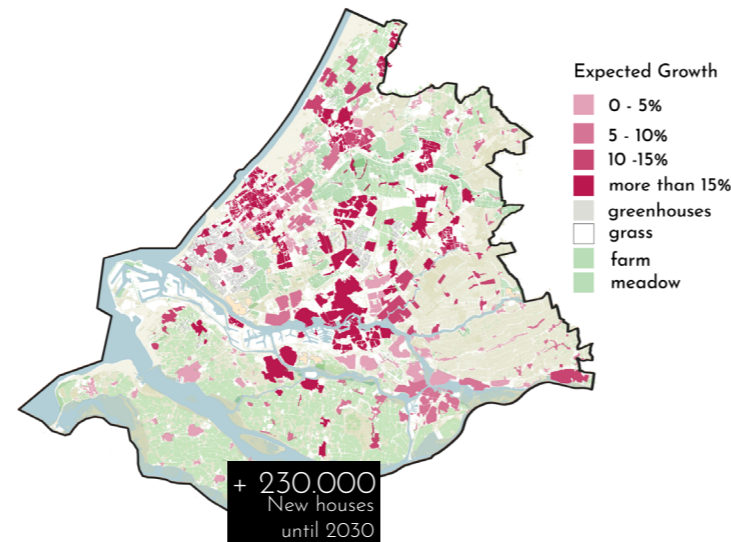 Expected Growth
0 - 5%
5 - 10%
10 -15%
more than 15%
greenhouses
grass
farm
meadow
+ 230.000
New houses
until 2030